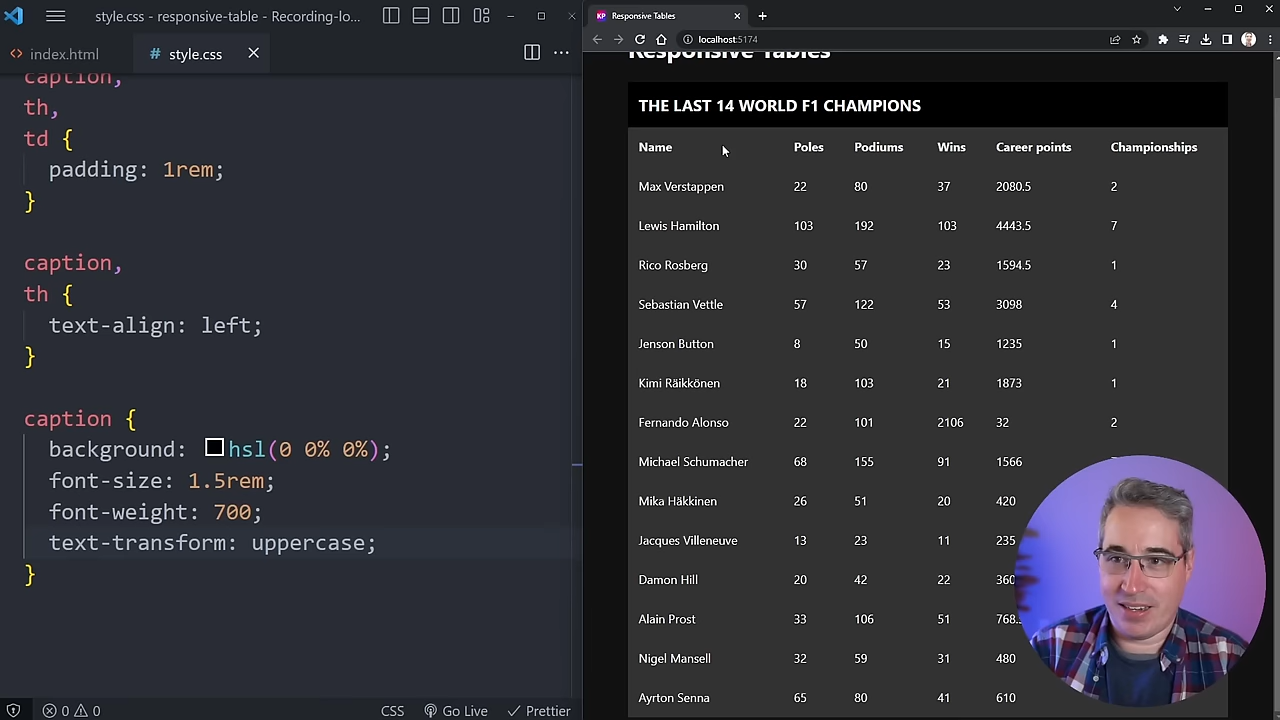 style.css - responsive-table - Recording-lo...
index.html
# style.css
caption,
th,
td {
padding: 1rem;
}
caption,
th {
text-align: left;
}
caption {
background: hsl(0 0% 0%);
font-size: 1.5rem;
font-weight: 700;
text-transform: uppercase;
}
0 0
CSS
Go Live
Prettier
KP Responsive Tables
localhost:5174
Responsive Tables
THE LAST 14 WORLD F1 CHAMPIONS
Name Poles Podiums Wins Career points Championships
Max Verstappen 22 80 37 2080.5 2
Lewis Hamilton 103 192 103 4443.5 7
Rico Rosberg 30 57 23 1594.5 1
Sebastian Vettle 57 122 53 3098 4
Jenson Button 8 50 15 1235 1
Kimi Räikkönen 18 103 21 1873 1
Fernando Alonso 22 101 2106 32 2
Michael Schumacher 68 155 91 1566
Mika Häkkinen 26 51 20 420
Jacques Villeneuve 13 23 11 235
Damon Hill 20 42 22 360
Alain Prost 33 106 51 768.
Nigel Mansell 32 59 31 480
Ayrton Senna 65 80 41 610